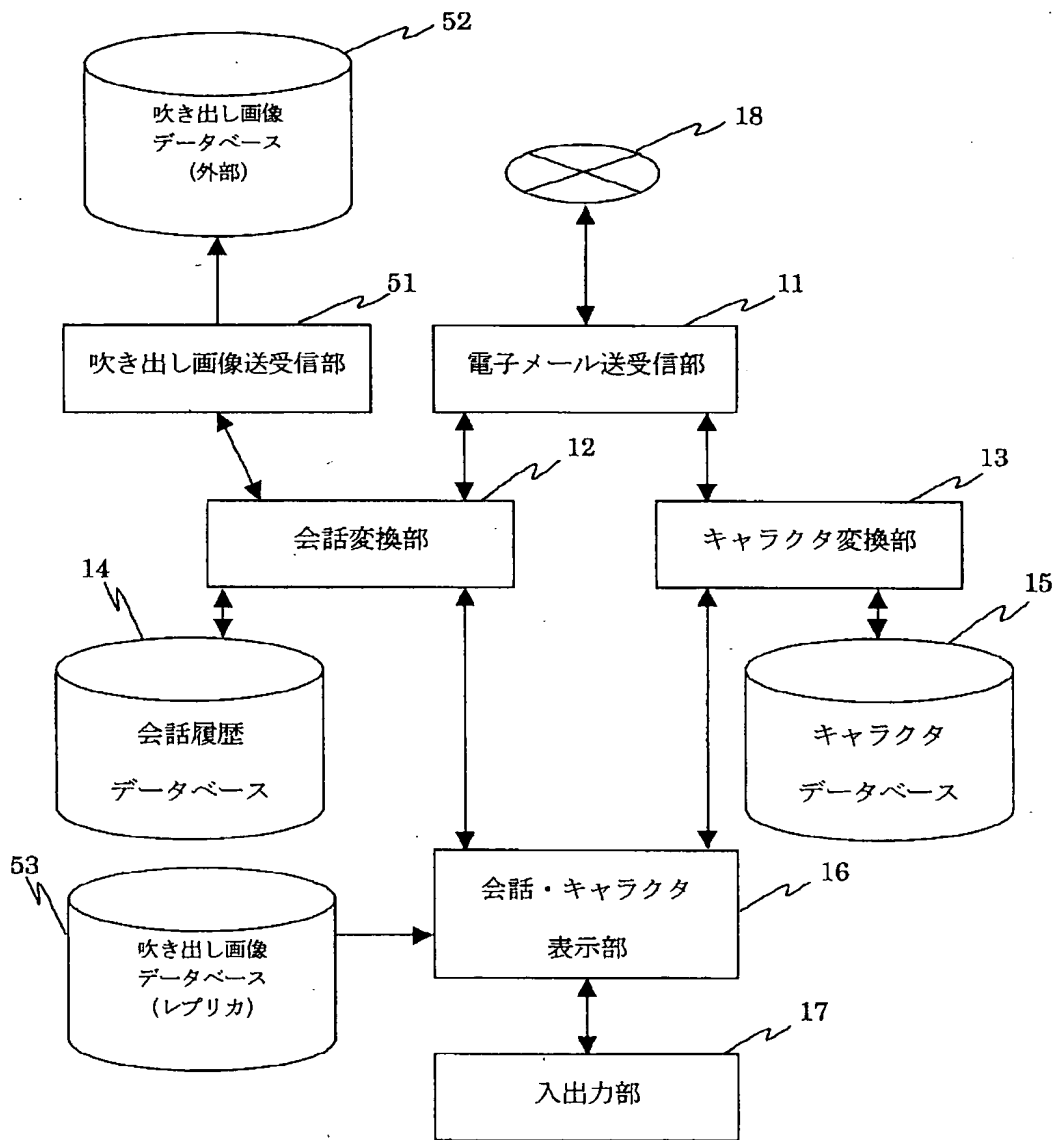 52
吹き出し画像
データベース
(外部)
18
51
11
吹き出し画像送受信部
電子メール送受信部
12
13
会話変換部
キャラクタ変換部
14
15
会話履歴
データベース
キャラクタ
データベース
53
16
会話・キャラクタ
表示部
吹き出し画像
データベース
(レプリカ)
17
入出力部